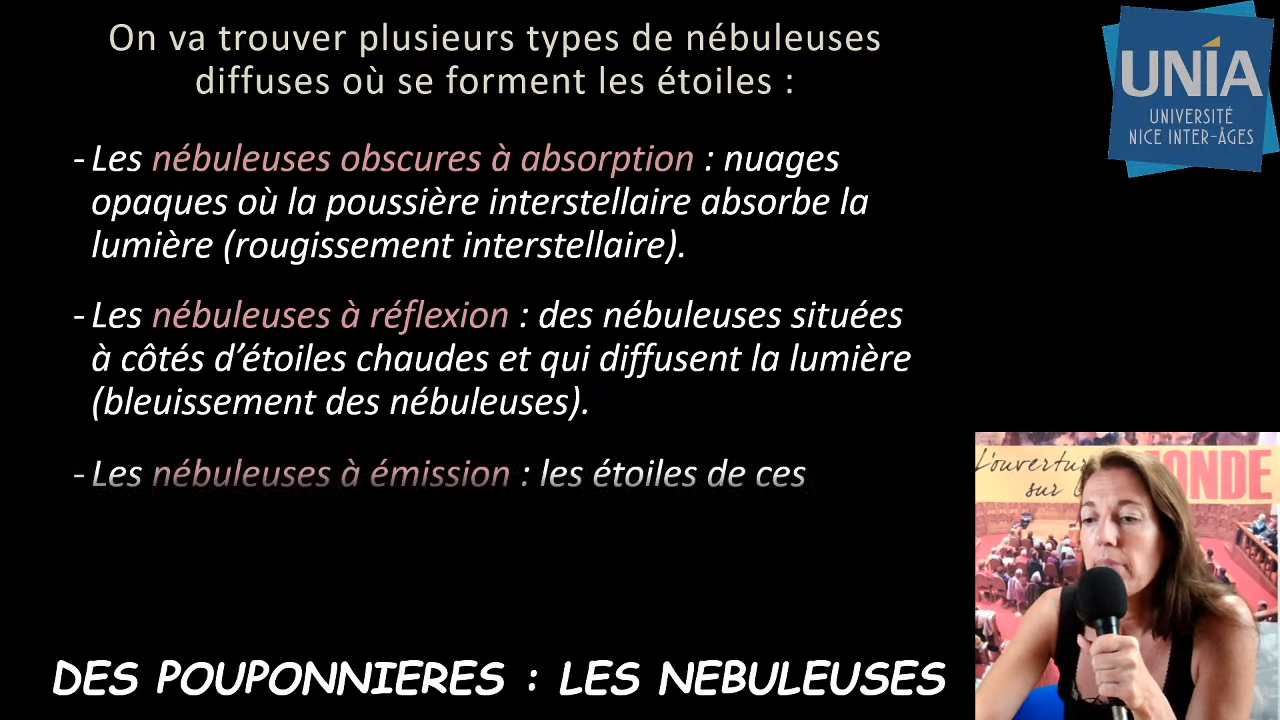 On va trouver plusieurs types de nébuleuses
diffuses où se forment les étoiles :
- Les nébuleuses obscures à absorption : nuages
opaques où la poussière interstellaire absorbe la
lumière (rougissement interstellaire).
- Les nébuleuses à réflexion : des nébuleuses situées
à côtés d’étoiles chaudes et qui diffusent la lumière
(bleuissement des nébuleuses).
- Les nébuleuses à émission : les étoiles de ces
DES POUPONNIERES : LES NEBULEUSES
UNÍA
UNIVERSITÉ
NICE INTER-ÂGES
L'ouvertur
sur
ONDE